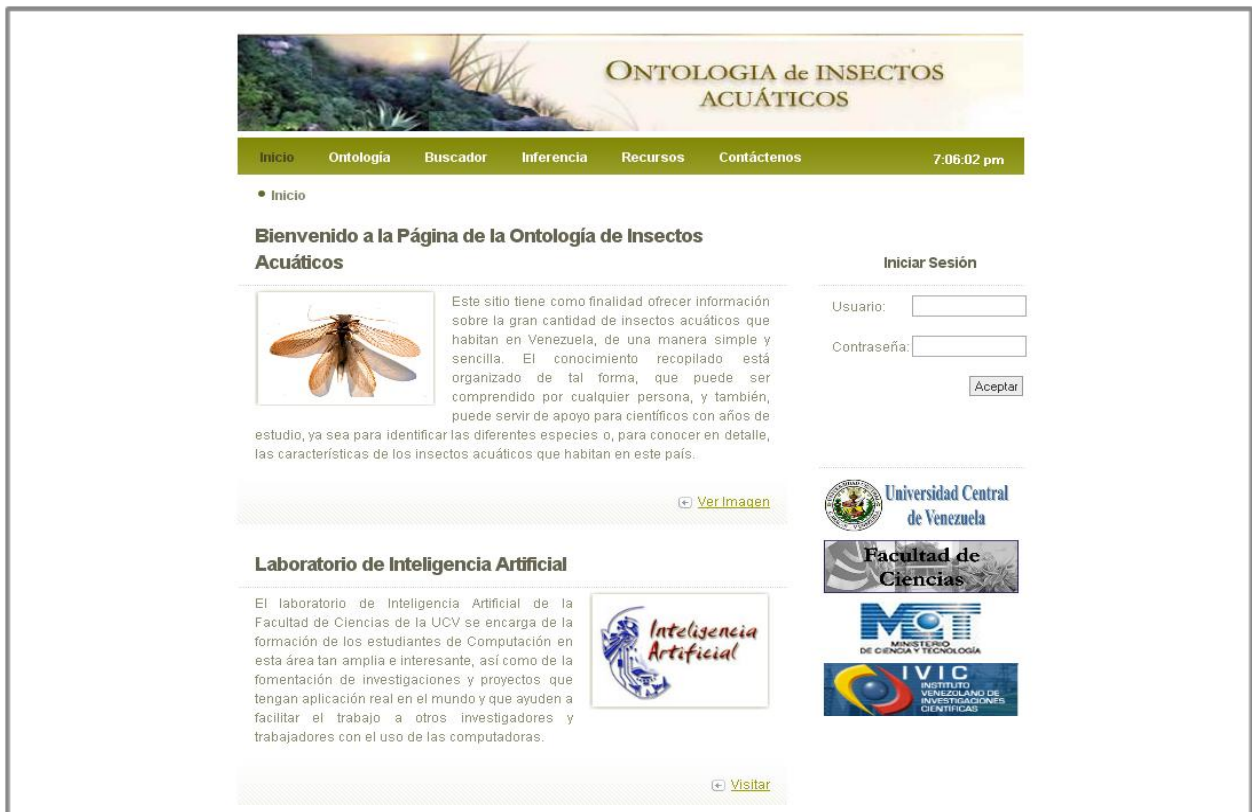 ONTOLOGIA de INSECTOS
ACUÁTICOS
Inicio Ontología Buscador Inferencia Recursos Contáctenos 7:06:02 pm
• Inicio
Bienvenido a la Página de la Ontología de Insectos
Acuáticos
Este sitio tiene como finalidad ofrecer información
sobre la gran cantidad de insectos acuáticos que
habitan en Venezuela, de una manera simple y
sencilla. El conocimiento recopilado está
organizado de tal forma, que puede ser
comprendido por cualquier persona, y también,
puede servir de apoyo para científicos con años de
estudio, ya sea para identificar las diferentes especies o, para conocer en detalle,
las características de los insectos acuáticos que habitan en este país.
Ver Imagen
Laboratorio de Inteligencia Artificial
El laboratorio de Inteligencia Artificial de la
Facultad de Ciencias de la UCV se encarga de la
formación de los estudiantes de Computación en
esta área tan amplia e interesante, así como de la
fomentación de investigaciones y proyectos que
tengan aplicación real en el mundo y que ayuden a
facilitar el trabajo a otros investigadores y
trabajadores con el uso de las computadoras.
Inteligencia
Artificial
Visitar
Iniciar Sesión
Usuario:
Contraseña:
Aceptar
Universidad Central
de Venezuela
Facultad de
Ciencias
MCT
MINISTERIO
DE CIENCIA Y TECNOLOGÍA
IVIC
INSTITUTO
VENEZOLANO DE
INVESTIGACIONES
CIENTIFICAS